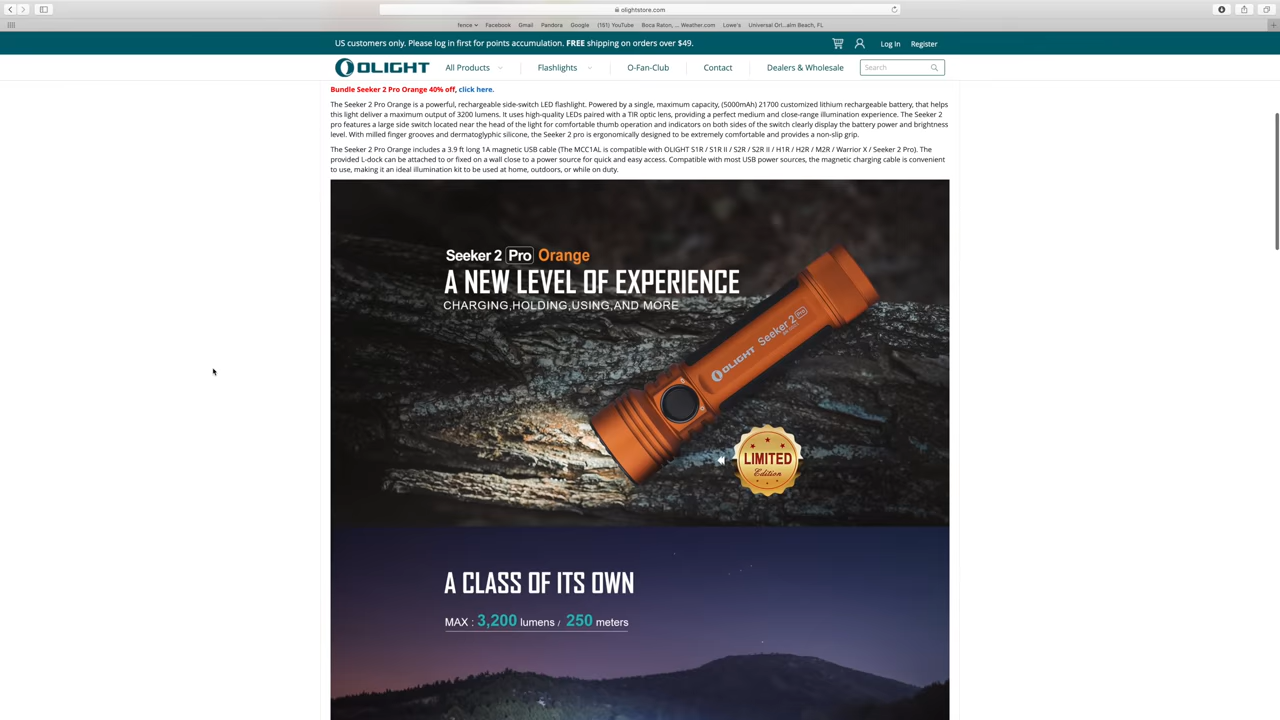 olightstore.com
fence Facebook Gmail Pandora Google (181) YouTube Boca Raton, ... Weather.com Lowe's Universal Orl...alm Beach, FL
US customers only. Please log in first for points accumulation. FREE shipping on orders over $49.
Log In Register
OLIGHT All Products Flashlights O-Fan-Club Contact Dealers & Wholesale Search
Bundle Seeker 2 Pro Orange 40% off, click here.
The Seeker 2 Pro Orange is a powerful, rechargeable side-switch LED flashlight. Powered by a single, maximum capacity, (5000mAh) 21700 customized lithium rechargeable battery, that helps
this light deliver a maximum output of 3200 lumens. It uses high-quality LEDs paired with a TIR optic lens, providing a perfect medium and close-range illumination experience. The Seeker 2
pro features a large side switch located near the head of the light for comfortable thumb operation and indicators on both sides of the switch clearly display the battery power and brightness
level. With milled finger grooves and dermatoglyphic silicone, the Seeker 2 pro is ergonomically designed to be extremely comfortable and provides a non-slip grip.
The Seeker 2 Pro Orange includes a 3.9 ft long 1A magnetic USB cable (The MCC1AL is compatible with OLIGHT S1R / S1R II / S2R / S2R II / H1R / H2R / M2R / Warrior X / Seeker 2 Pro). The
provided L-dock can be attached to or fixed on a wall close to a power source for quick and easy access. Compatible with most USB power sources, the magnetic charging cable is convenient
to use, making it an ideal illumination kit to be used at home, outdoors, or while on duty.
Seeker 2 Pro Orange
A NEW LEVEL OF EXPERIENCE
CHARGING,HOLDING,USING,AND MORE
OLIGHT Seeker 2 Pro
LIMITED
Edition
A CLASS OF ITS OWN
MAX : 3,200 lumens / 250 meters